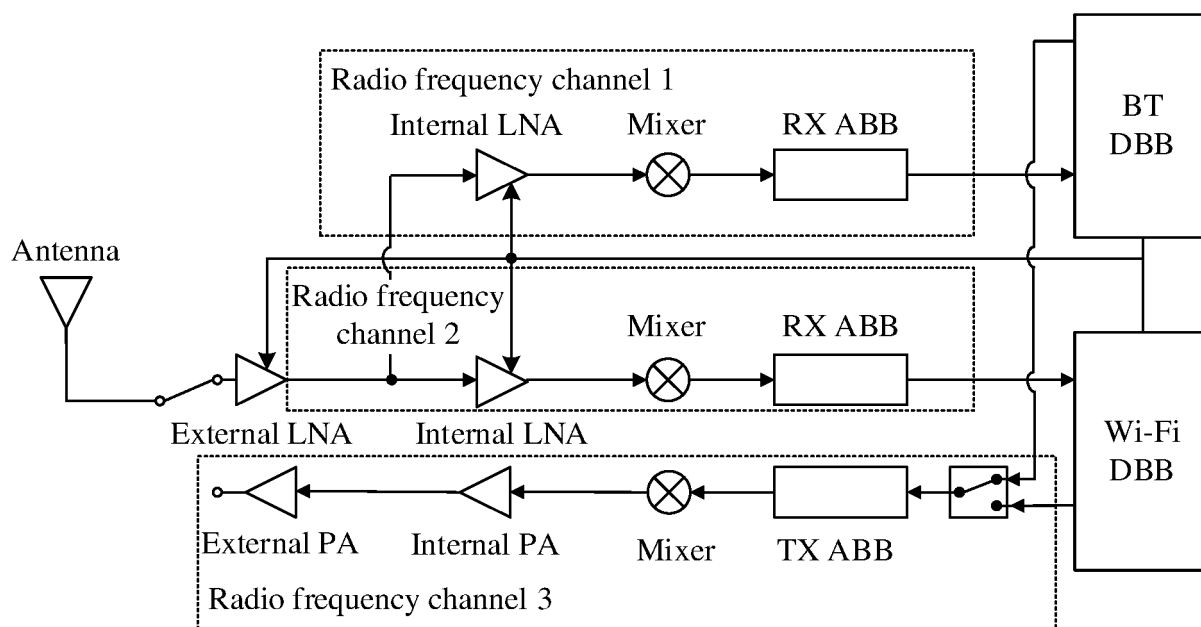 Radio frequency channel 1
Internal LNA
Mixer
RX ABB
BT
DBB
Antenna
Radio frequency
channel 2
Mixer
RX ABB
External LNA
Internal LNA
Wi-Fi
DBB
External PA
Internal PA
Mixer
TX ABB
Radio frequency channel 3